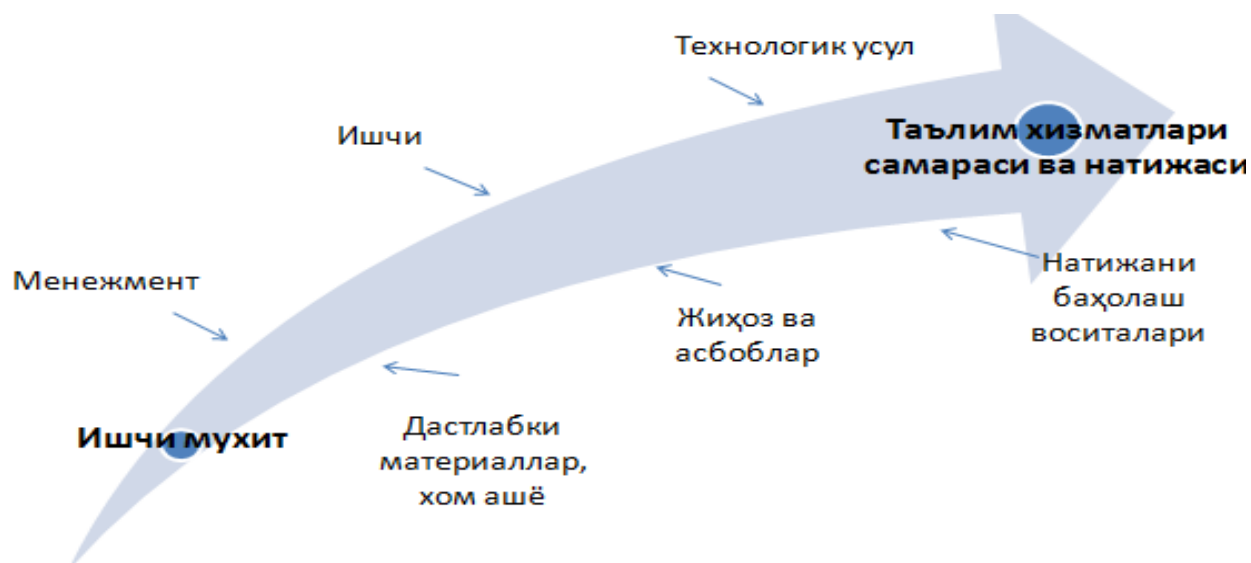 Технологик усул
Ишчи
Таълим хизматлари
самараси ва натижаси
Менежмент
Натижани
баҳолаш
воситалари
Жиҳоз ва
асбоблар
Ишчи мухит
Дастлабки
материаллар,
хом ашё